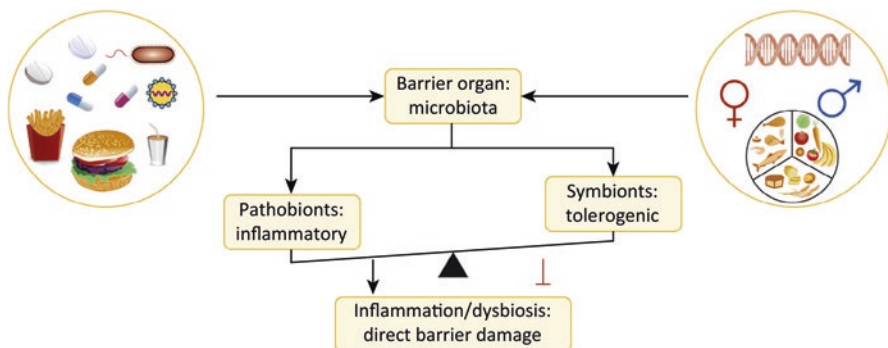 Barrier organ:
microbiota
Pathobionts:
inflammatory
Symbionts:
tolerogenic
Inflammation/dysbiosis:
direct barrier damage